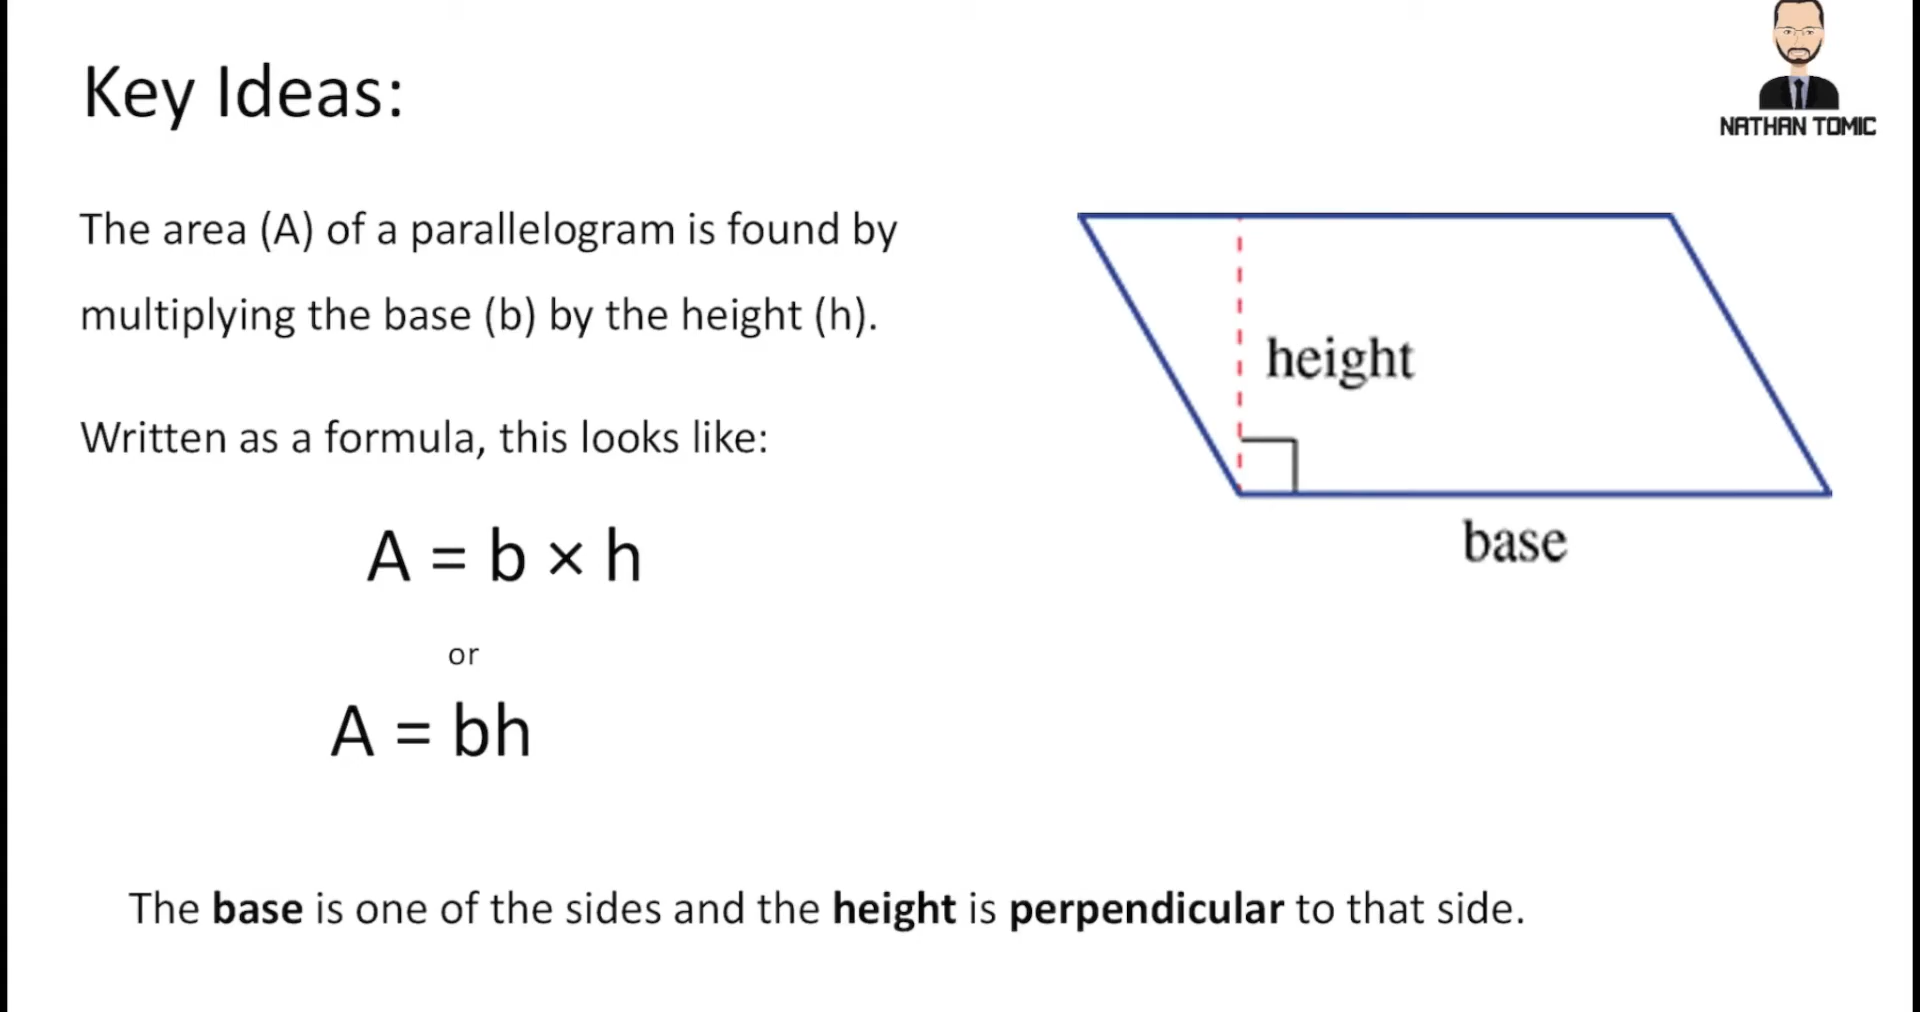 Key Ideas:
NATHAN TOMIC
The area (A) of a parallelogram is found by
multiplying the base (b) by the height (h).
Written as a formula, this looks like:
A = b × h
or
A = bh
height
base
The base is one of the sides and the height is perpendicular to that side.